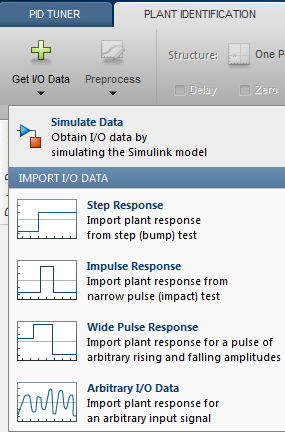 PID TUNER
PLANT IDENTIFICATION
Get I/O Data
Preprocess
Structure:
One P
Delay
Zero
Simulate Data
Obtain I/O data by
simulating the Simulink model
IMPORT I/O DATA
Step Response
Import plant response
from step (bump) test
Impulse Response
Import plant response from
narrow pulse (impact) test
Wide Pulse Response
Import plant response for a pulse of
arbitrary rising and falling amplitudes
Arbitrary I/O Data
Import plant response for
an arbitrary input signal